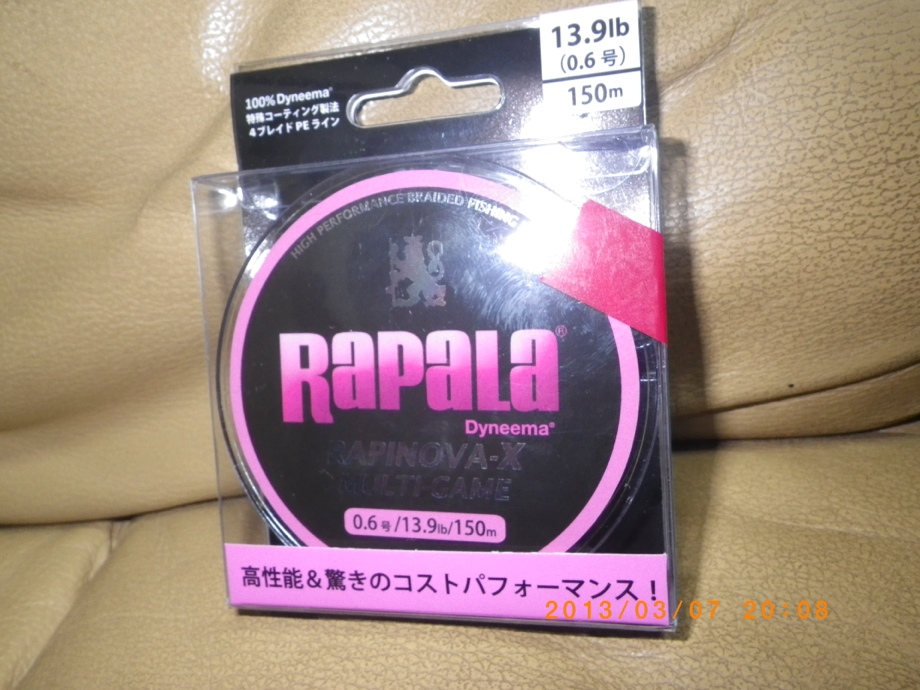 13.9lb
(0.6 号)
150m
100% Dyneema®
特殊コーティング製法
4ブレイド PE ライン
HIGH PERFORMANCE BRAIDED FISHING
RAPALA®
Dyneema®
RAPINOVA-X
MULTI-GAME
0.6 号/13.9lb/150m
高性能&驚きのコストパフォーマンス!
2013/03/07 20:08